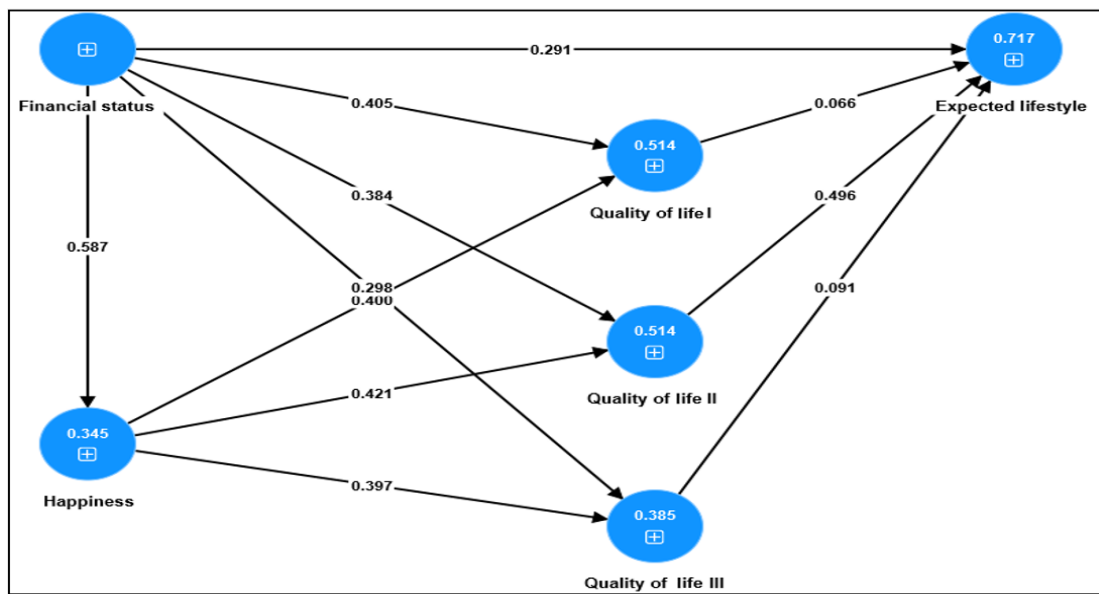 0.717
0.291
Financial status
Expected lifestyle
0.405
0.066
0.514
0.384
0.496
Quality of life I
0.587
0.298
0.400
0.091
0.514
0.421
Quality of life II
0.345
0.397
Happiness
0.385
Quality of life III